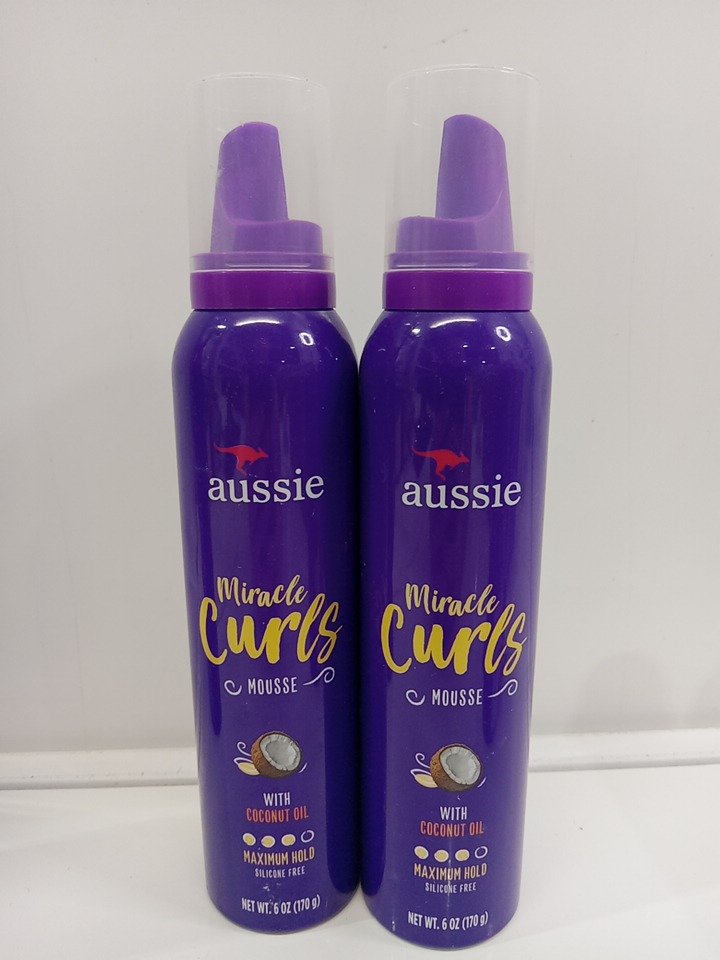 aussie
Miracle
Curls
MOUSSE
WITH
COCONUT OIL
MAXIMUM HOLD
SILICONE FREE
NET WT. 6 OZ (170 g)
aussie
Miracle
Curls
MOUSSE
WITH
COCONUT OIL
MAXIMUM HOLD
SILICONE FREE
NET WT. 6 OZ (170 g)